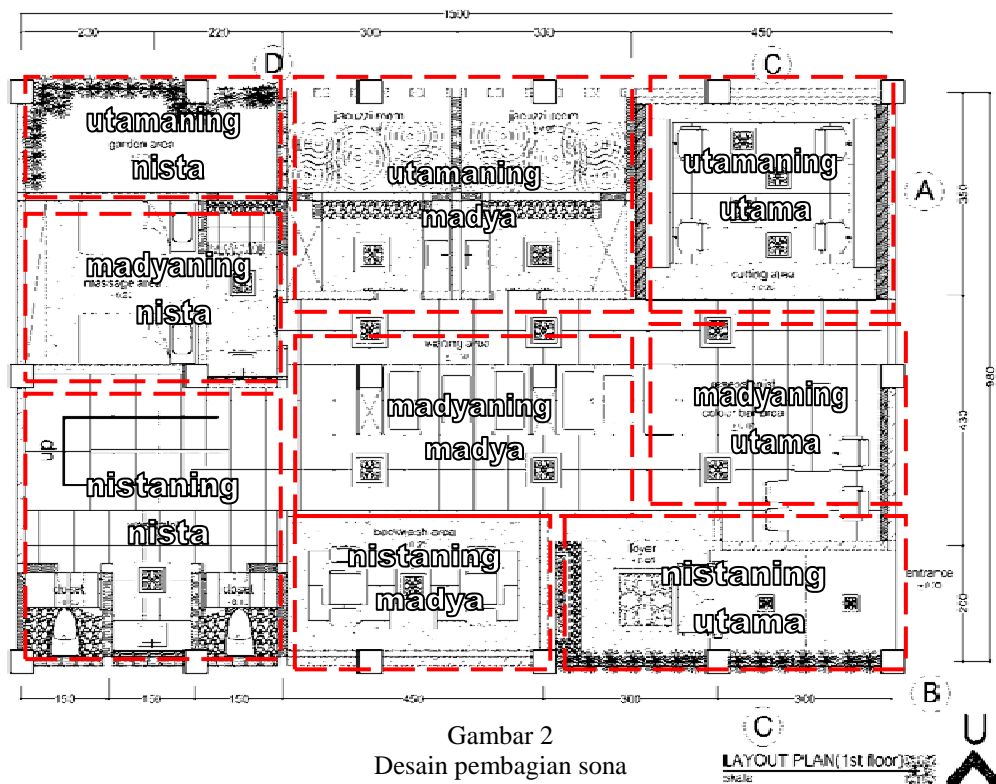 1500
200 220 300 330 450
D C
utamaning
garden area
nista
jacuzzi room jacuzzi room
utamaning
madya
utamaning
utama
cutting area
A
350
madyaning
massage area
nista
waiting area
madyaning
madya
madyaning
colour bar area
utama
980
430
up
nistaning
nista
closet closet
backwash area
nistaning
madya
foyer
nistaning
utama
entrance
200
150 150 150 450 300 300
B
C
U
Gambar 2
Desain pembagian sona
LAYOUT PLAN(1st floor)
skala